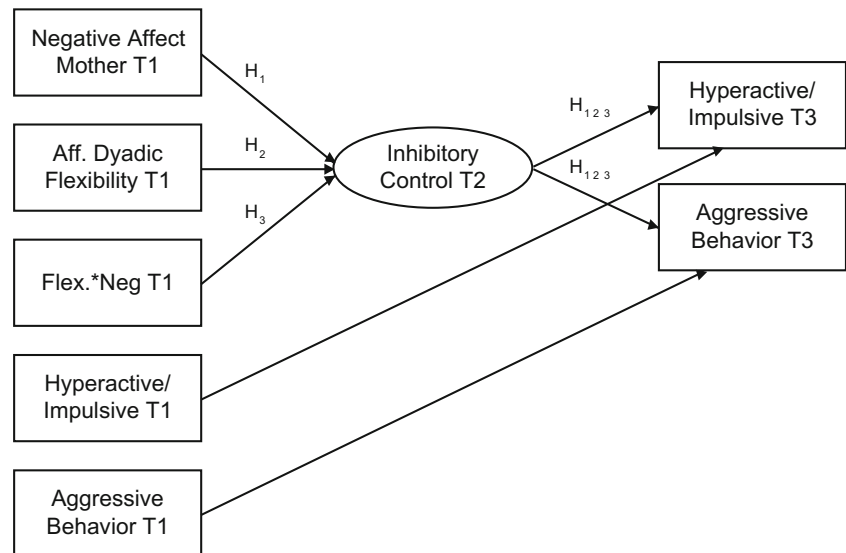 Negative Affect
Mother T1
H1
Aff. Dyadic
Flexibility T1
H2
Flex.*Neg T1
H3
Hyperactive/
Impulsive T1
Aggressive
Behavior T1
Inhibitory
Control T2
H1 2 3
H1 2 3
Hyperactive/
Impulsive T3
Aggressive
Behavior T3